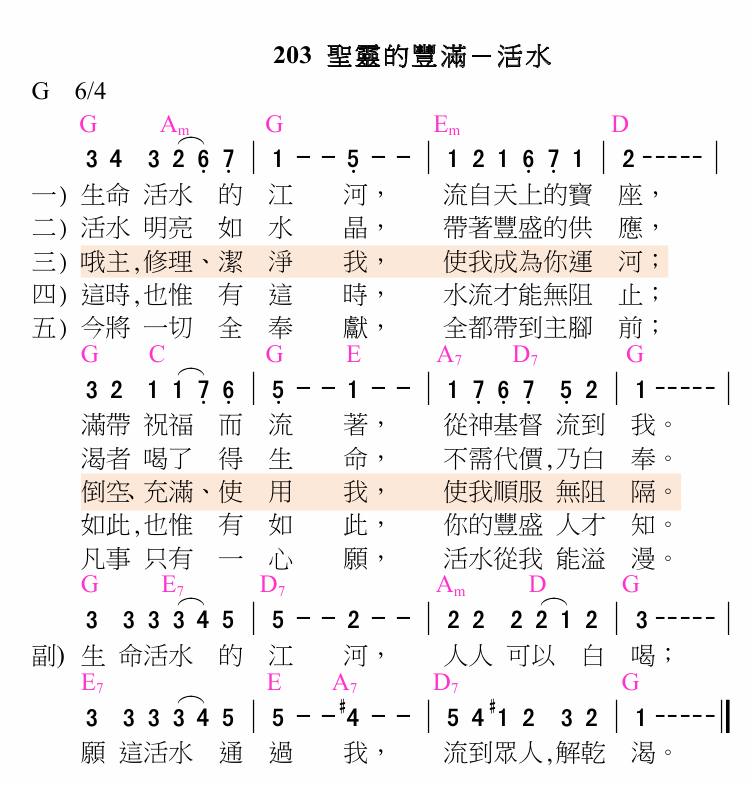 203 聖靈的豐滿－活水
G 6/4
G Am G Em D
3 4 3 2 6 7 | 1 - - 5 - - | 1 2 1 6 7 1 | 2 ----- |
一) 生命 活水 的 江 河， 流自天上的寶 座，
二) 活水 明亮 如 水 晶， 帶著豐盛的供 應，
三) 哦主,修理、潔 淨 我， 使我成為你運 河；
四) 這時,也惟 有 這 時， 水流才能無阻 止；
五) 今將 一切 全 奉 獻， 全都帶到主腳 前；
G C G E A7 D7 G
3 2 1 1 7 6 | 5 - - 1 - - | 1 7 6 7 5 2 | 1 ----- |
滿帶 祝福 而 流 著， 從神基督 流到 我。
渴者 喝了 得 生 命， 不需代價,乃白 奉。
倒空、充滿、使 用 我， 使我順服 無阻 隔。
如此,也惟 有 如 此， 你的豐盛 人才 知。
凡事 只有 一 心 願， 活水從我 能溢 漫。
G E7 D7 Am D G
3 3 3 3 4 5 | 5 - - 2 - - | 2 2 2 2 1 2 | 3 ----- |
副) 生 命活水 的 江 河， 人人 可以 白 喝；
E7 E A7 D7 G
3 3 3 3 4 5 | 5 - - #4 - - | 5 4 #1 2 3 2 | 1 ----- ||
願 這活水 通 過 我， 流到眾人,解乾 渴。